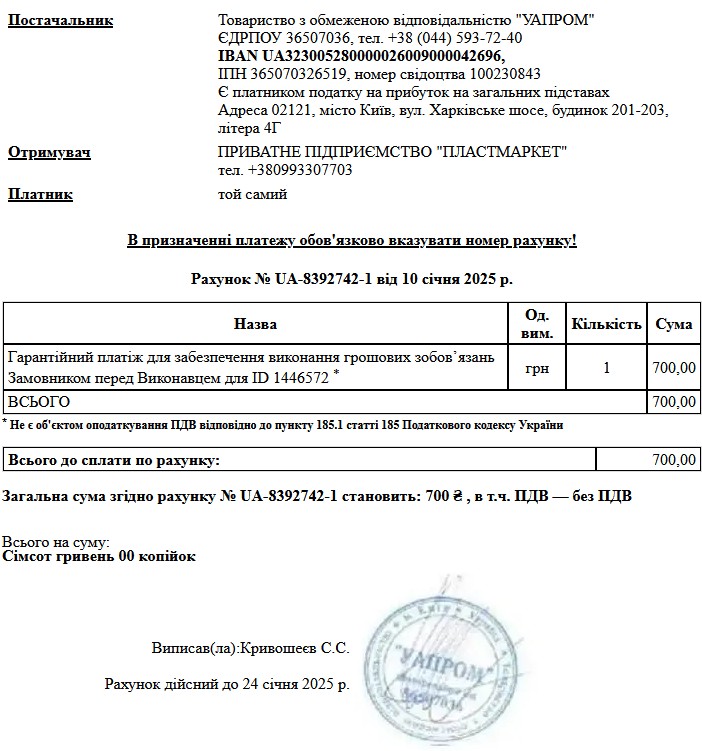 Постачальник
Товариство з обмеженою відповідальністю "УАПРОМ"
ЄДРПОУ 36507036, тел. +38 (044) 593-72-40
IBAN UA323005280000026009000042696,
ІПН 365070326519, номер свідоцтва 100230843
Є платником податку на прибуток на загальних підставах
Адреса 02121, місто Київ, вул. Харківське шосе, будинок 201-203,
літера 4Г
Отримувач
ПРИВАТНЕ ПІДПРИЄМСТВО "ПЛАСТМАРКЕТ"
тел. +380993307703
Платник
той самий
В призначенні платежу обов'язково вказувати номер рахунку!
Рахунок № UA-8392742-1 від 10 січня 2025 р.
Назва Од. вим. Кількість Сума
Гарантійний платіж для забезпечення виконання грошових зобов’язань
Замовником перед Виконавцем для ID 1446572 * грн 1 700,00
ВСЬОГО 700,00
* Не є об'єктом оподаткування ПДВ відповідно до пункту 185.1 статті 185 Податкового кодексу України
Всього до сплати по рахунку: 700,00
Загальна сума згідно рахунку № UA-8392742-1 становить: 700 ₴ , в т.ч. ПДВ — без ПДВ
Всього на суму:
Сімсот гривень 00 копійок
Виписав(ла):Кривошеєв С.С.
Рахунок дійсний до 24 січня 2025 р.
"УАПРОМ"
36507036